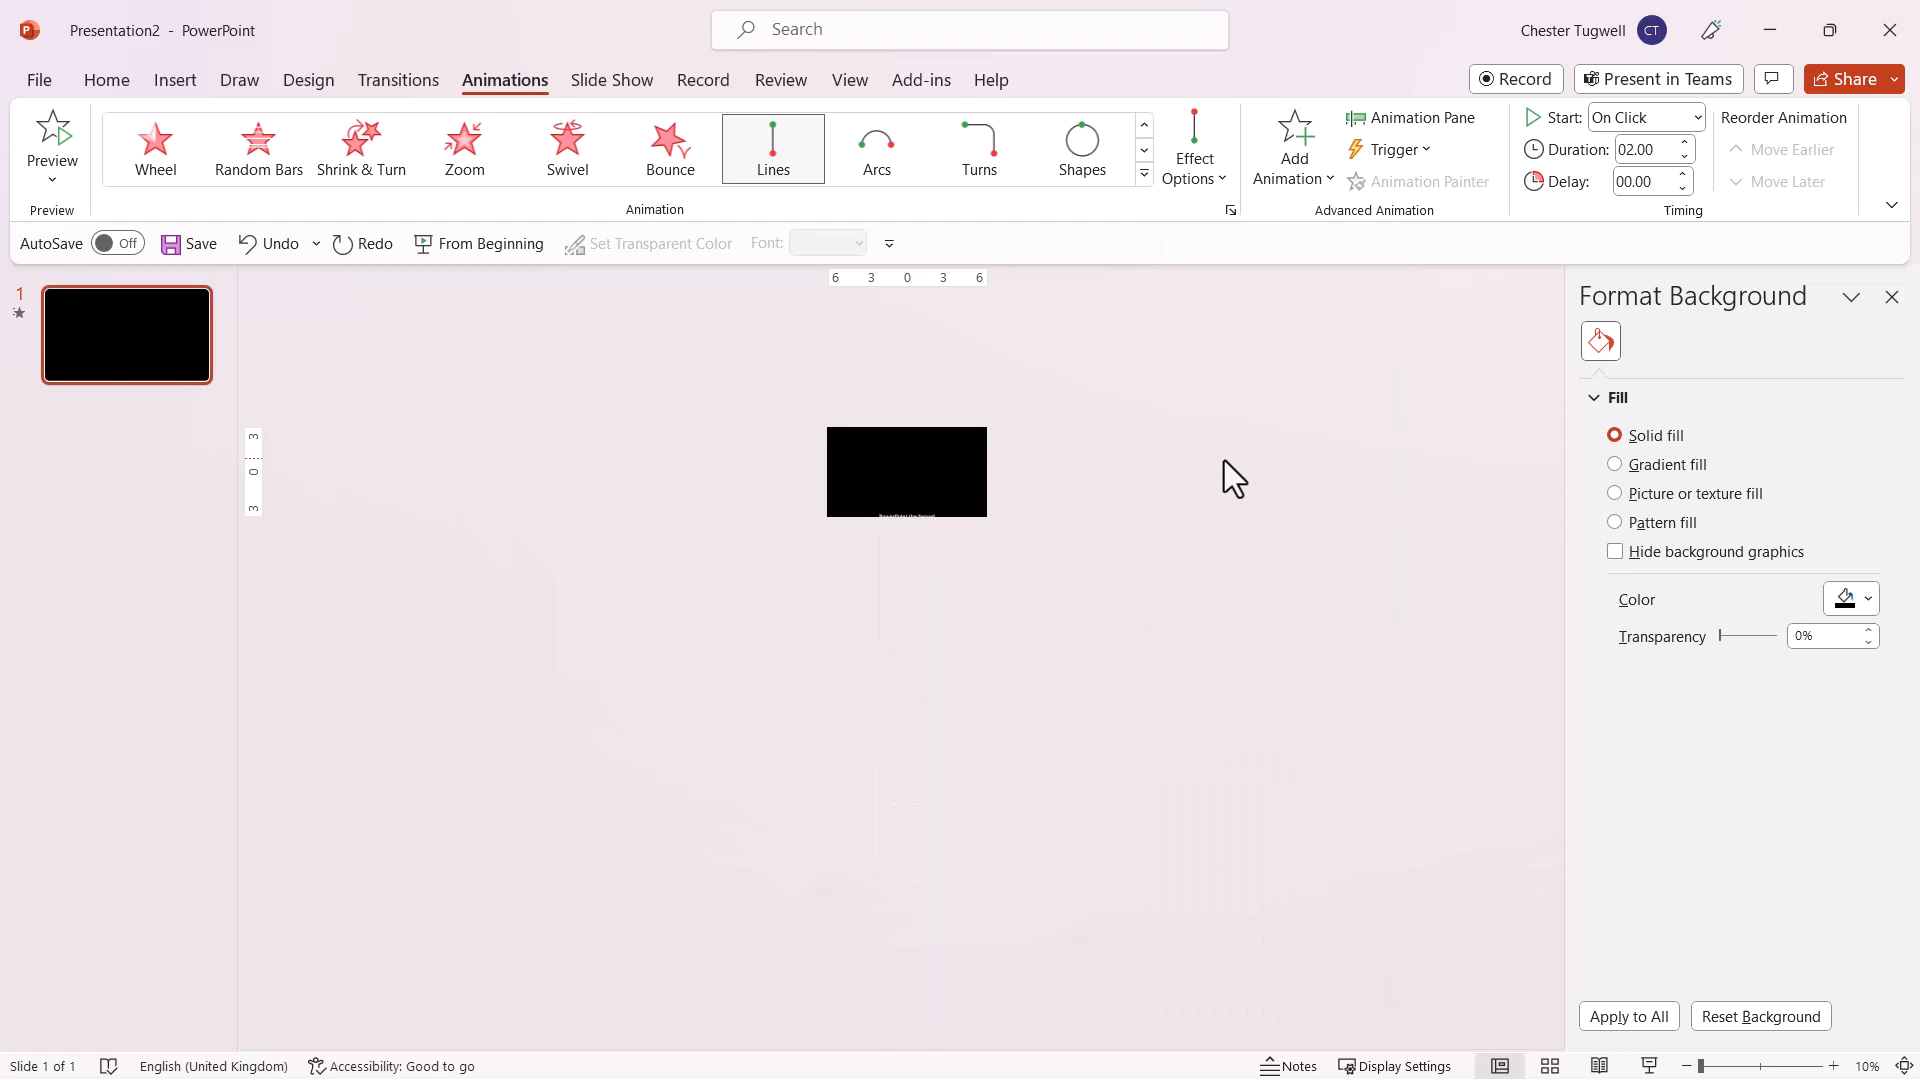 Presentation2 - PowerPoint
Search
Chester Tugwell
CT
File Home Insert Draw Design Transitions Animations Slide Show Record Review View Add-ins Help
Record
Present in Teams
Share
Preview
Preview
Wheel
Random Bars
Shrink & Turn
Zoom
Swivel
Bounce
Lines
Arcs
Turns
Shapes
Animation
Effect
Options
Add
Animation
Animation Pane
Trigger
Animation Painter
Advanced Animation
Start: On Click
Duration: 02.00
Delay: 00.00
Timing
Reorder Animation
Move Earlier
Move Later
AutoSave Off Save Undo Redo From Beginning Set Transparent Color Font:
6 3 0 3 6
3
0
3
1
Format Background
Fill
Solid fill
Gradient fill
Picture or texture fill
Pattern fill
Hide background graphics
Color
Transparency 0%
Apply to All
Reset Background
Slide 1 of 1 English (United Kingdom) Accessibility: Good to go Notes Display Settings 10%